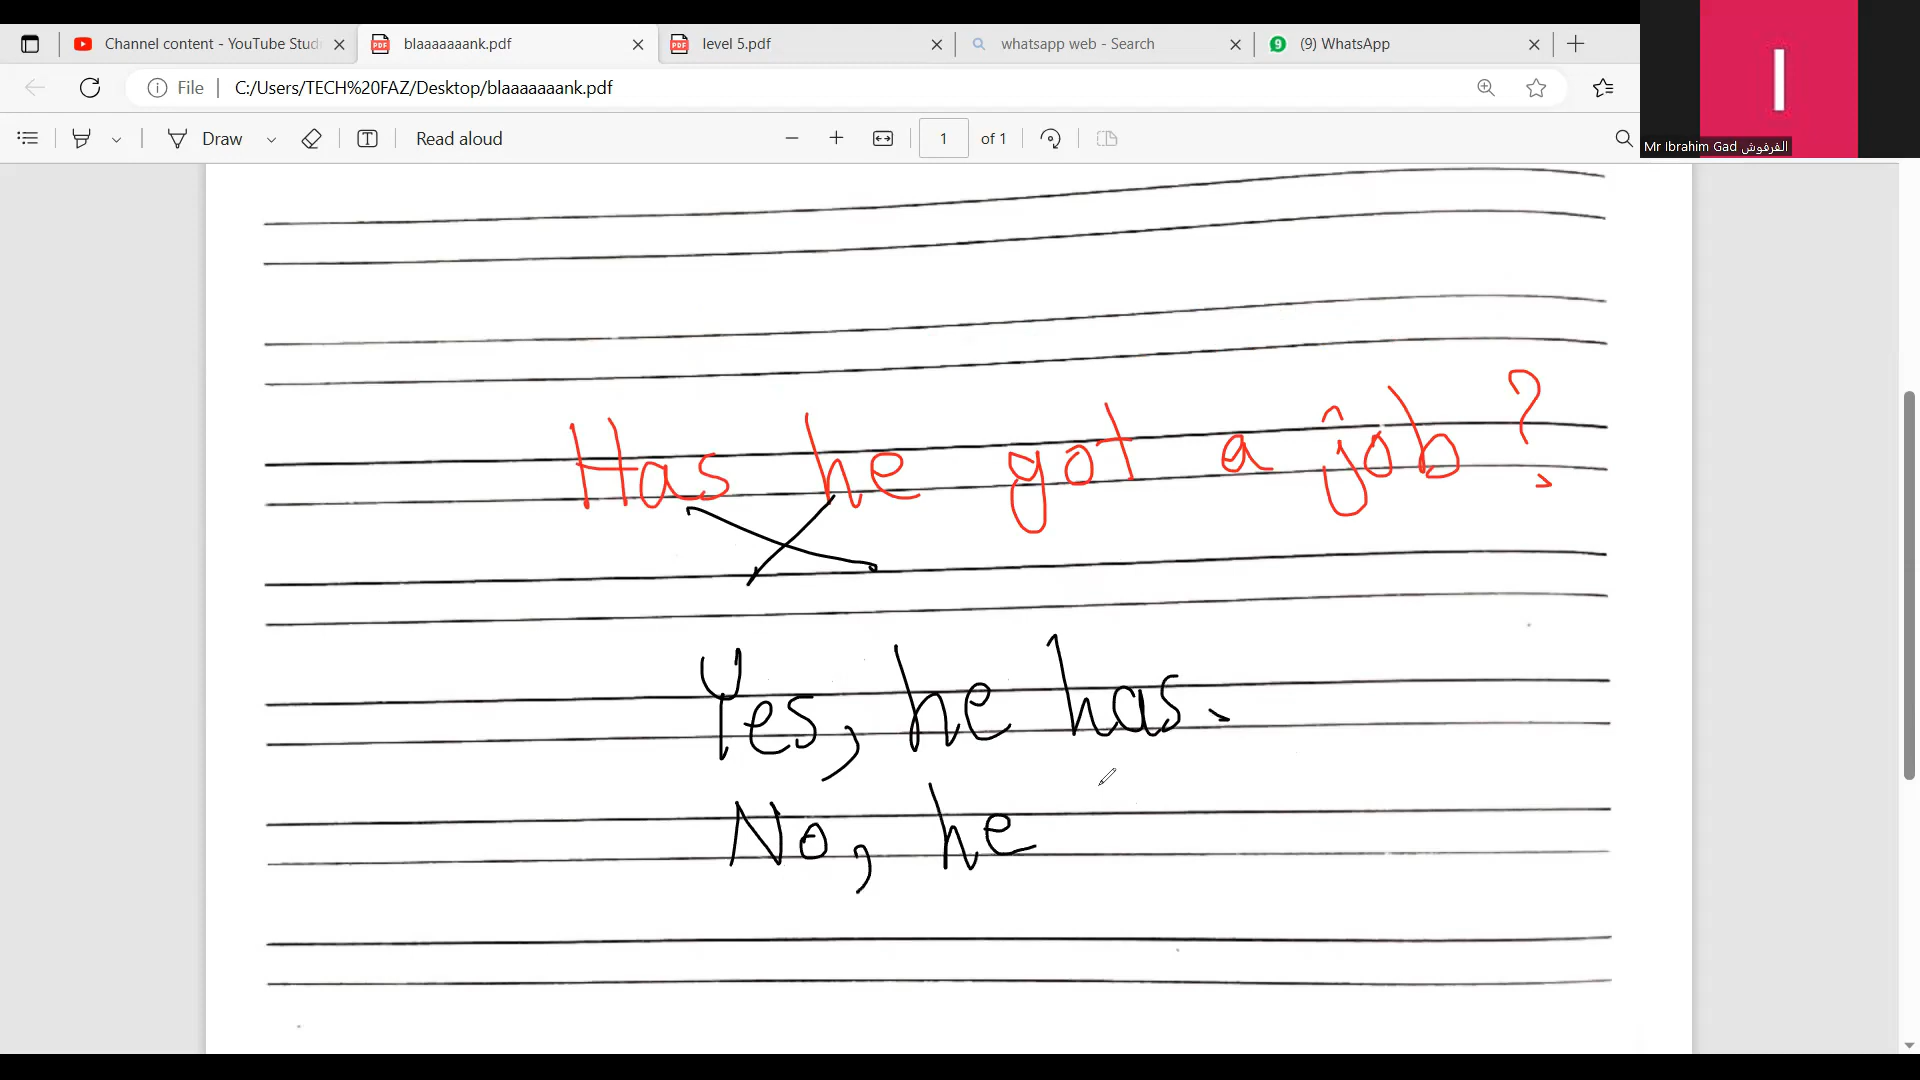 Channel content - YouTube Stud
blaaaaaaank.pdf
level 5.pdf
whatsapp web - Search
9
(9) WhatsApp
File
C:/Users/TECH%20FAZ/Desktop/blaaaaaaank.pdf
Draw
Read aloud
1
of 1
I
Mr Ibrahim Gad الفرفوش
Has he got a job ?
Yes, he has.
No, he